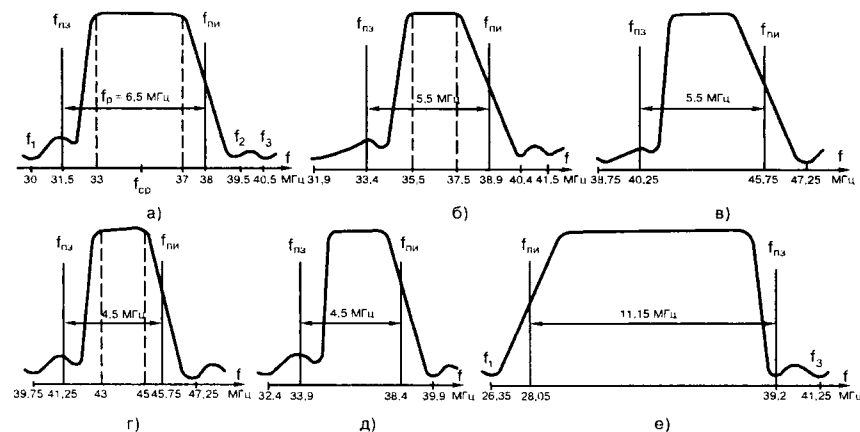 fпз
fпи
fпз
fпи
fпз
fпи
fр = 6,5 МГц
5,5 МГц
5,5 МГц
f1
f2 f3 f
f
f
30 31,5 33 fср 37 38 39,5 40,5 МГц
31,9 33,4 35,5 37,5 38,9 40,4 41,5 МГц
38,75 40,25 45,75 47,25 МГц
а)
б)
в)
fпз
fпи
fпз
fпи
fпи
fпз
4,5 МГц
4,5 МГц
11,15 МГц
f
f
f1
f3 f
39,75 41,25 43 45 45,75 47,25 МГц
32,4 33,9 38,4 39,9 МГц
26,35 28,05 39,2 41,25 МГц
г)
д)
е)